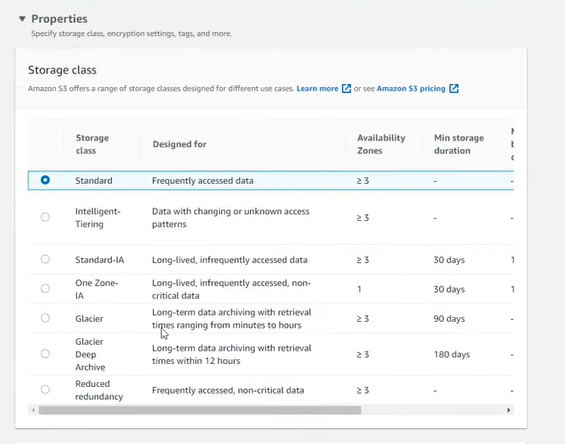 Properties
Specify storage class, encryption settings, tags, and more.
Storage class
Amazon S3 offers a range of storage classes designed for different use cases. Learn more or see Amazon S3 pricing
Storage class Designed for Availability Zones Min storage duration
Standard Frequently accessed data ≥ 3 - -
Intelligent-Tiering Data with changing or unknown access patterns ≥ 3 - -
Standard-IA Long-lived, infrequently accessed data ≥ 3 30 days 1
One Zone-IA Long-lived, infrequently accessed, non-critical data 1 30 days 1
Glacier Long-term data archiving with retrieval times ranging from minutes to hours ≥ 3 90 days -
Glacier Deep Archive Long-term data archiving with retrieval times within 12 hours ≥ 3 180 days -
Reduced redundancy Frequently accessed, non-critical data ≥ 3 - -